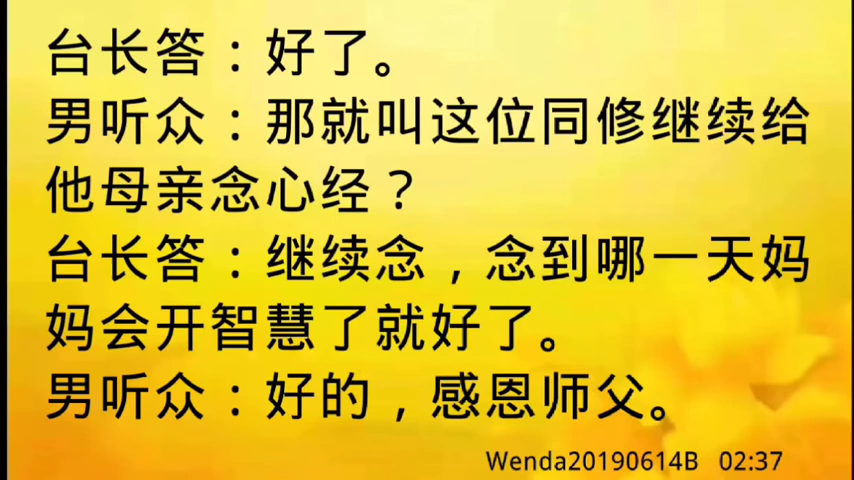 台长答：好了。
男听众：那就叫这位同修继续给
他母亲念心经？
台长答：继续念，念到哪一天妈
妈会开智慧了就好了。
男听众：好的，感恩师父。
Wenda20190614B 02:37